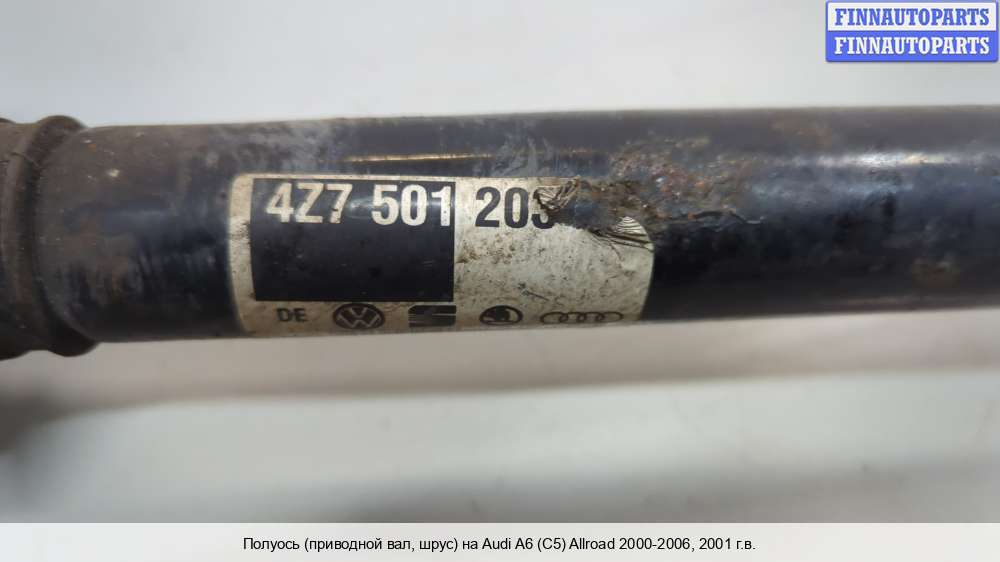 FINNAUTOPARTS
FINNAUTOPARTS
4Z7 501 203
DE
Полуось (приводной вал, шрус) на Audi A6 (C5) Allroad 2000-2006, 2001 г.в.